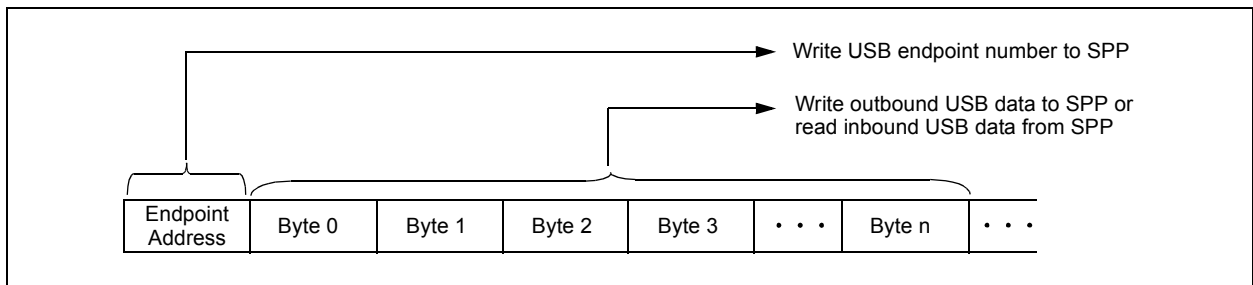 Write USB endpoint number to SPP
Write outbound USB data to SPP or
read inbound USB data from SPP
Endpoint
Address
Byte 0
Byte 1
Byte 2
Byte 3
• • •
Byte n
• • •